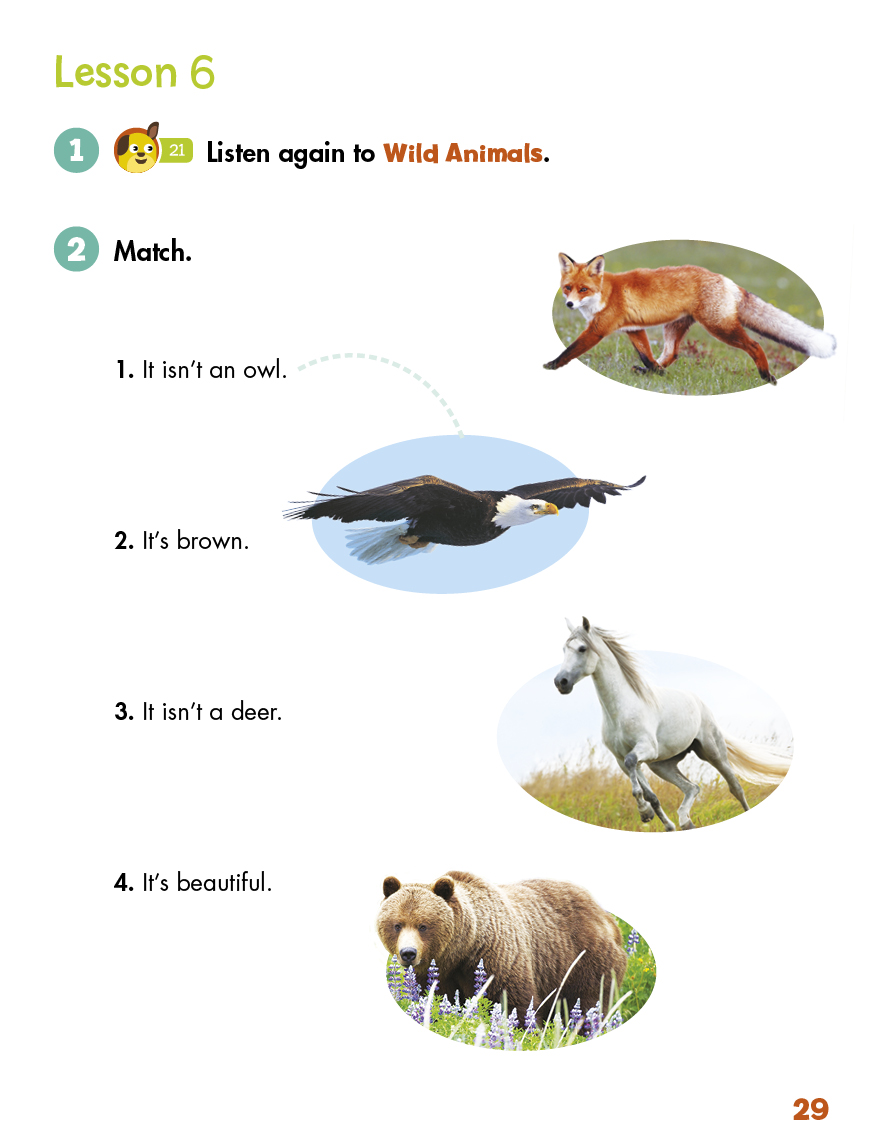 Lesson 6
1 21 Listen again to Wild Animals.
2 Match.
1. It isn't an owl.
2. It's brown.
3. It isn't a deer.
4. It's beautiful.
29